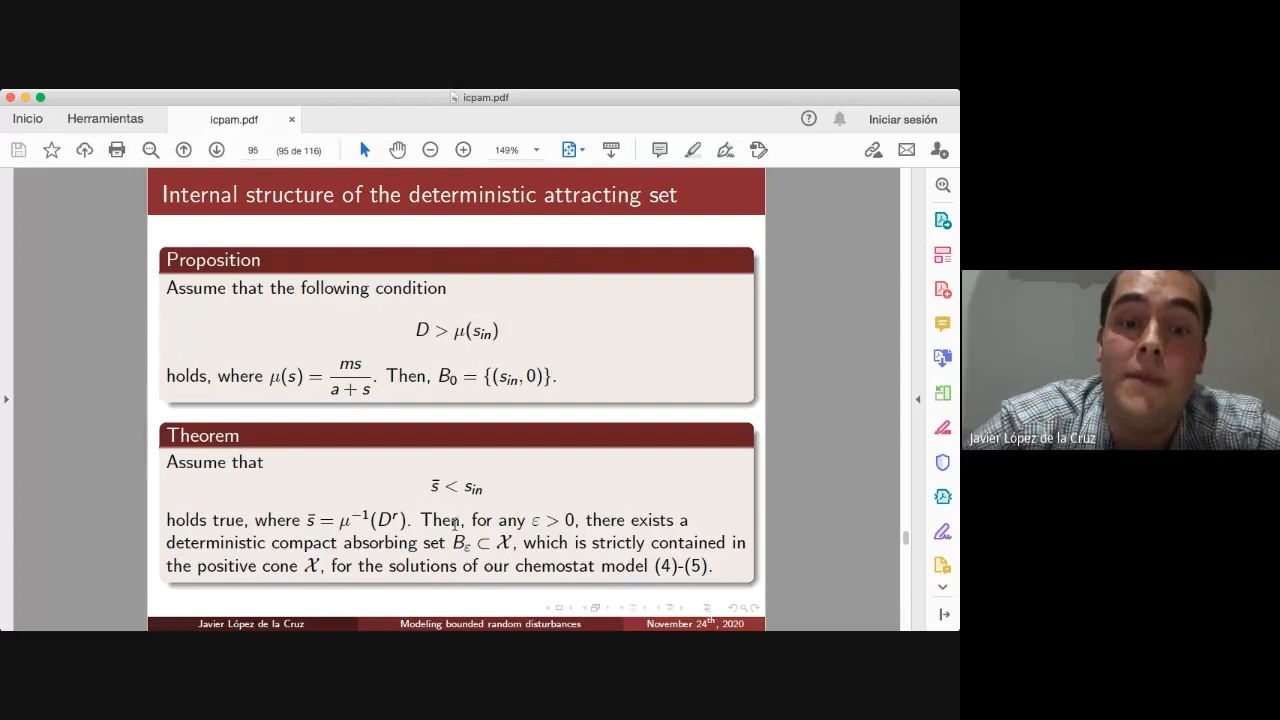 icpam.pdf
Inicio
Herramientas
icpam.pdf
Iniciar sesión
95
(95 de 116)
149%
Internal structure of the deterministic attracting set
Proposition
Assume that the following condition
D > μ(s_in)
holds, where μ(s) = ms / (a + s). Then, B₀ = {(s_in, 0)}.
Theorem
Assume that
s̄ < s_in
holds true, where s̄ = μ⁻¹(Dʳ). Then, for any ε > 0, there exists a
deterministic compact absorbing set B_ε ⊂ 𝒳, which is strictly contained in
the positive cone 𝒳, for the solutions of our chemostat model (4)-(5).
Javier López de la Cruz
Modeling bounded random disturbances
November 24th, 2020
Javier López de la Cruz